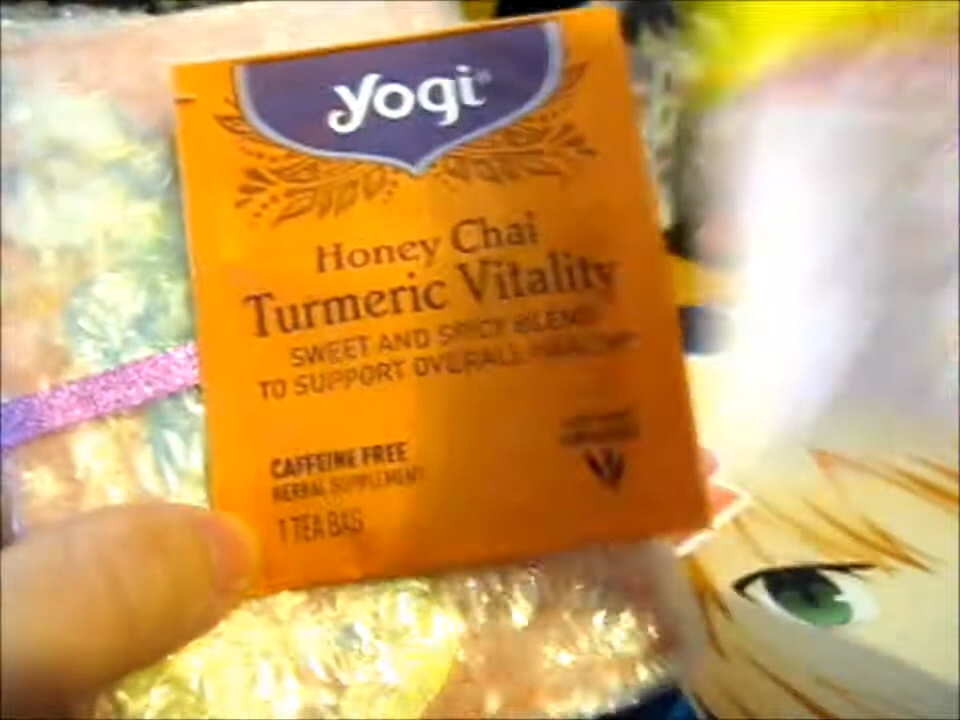 yogi®
Honey Chai
Turmeric Vitality
SWEET AND SPICY BLEND
TO SUPPORT OVERALL
CAFFEINE FREE
HERBAL SUPPLEMENT
1 TEA BAG